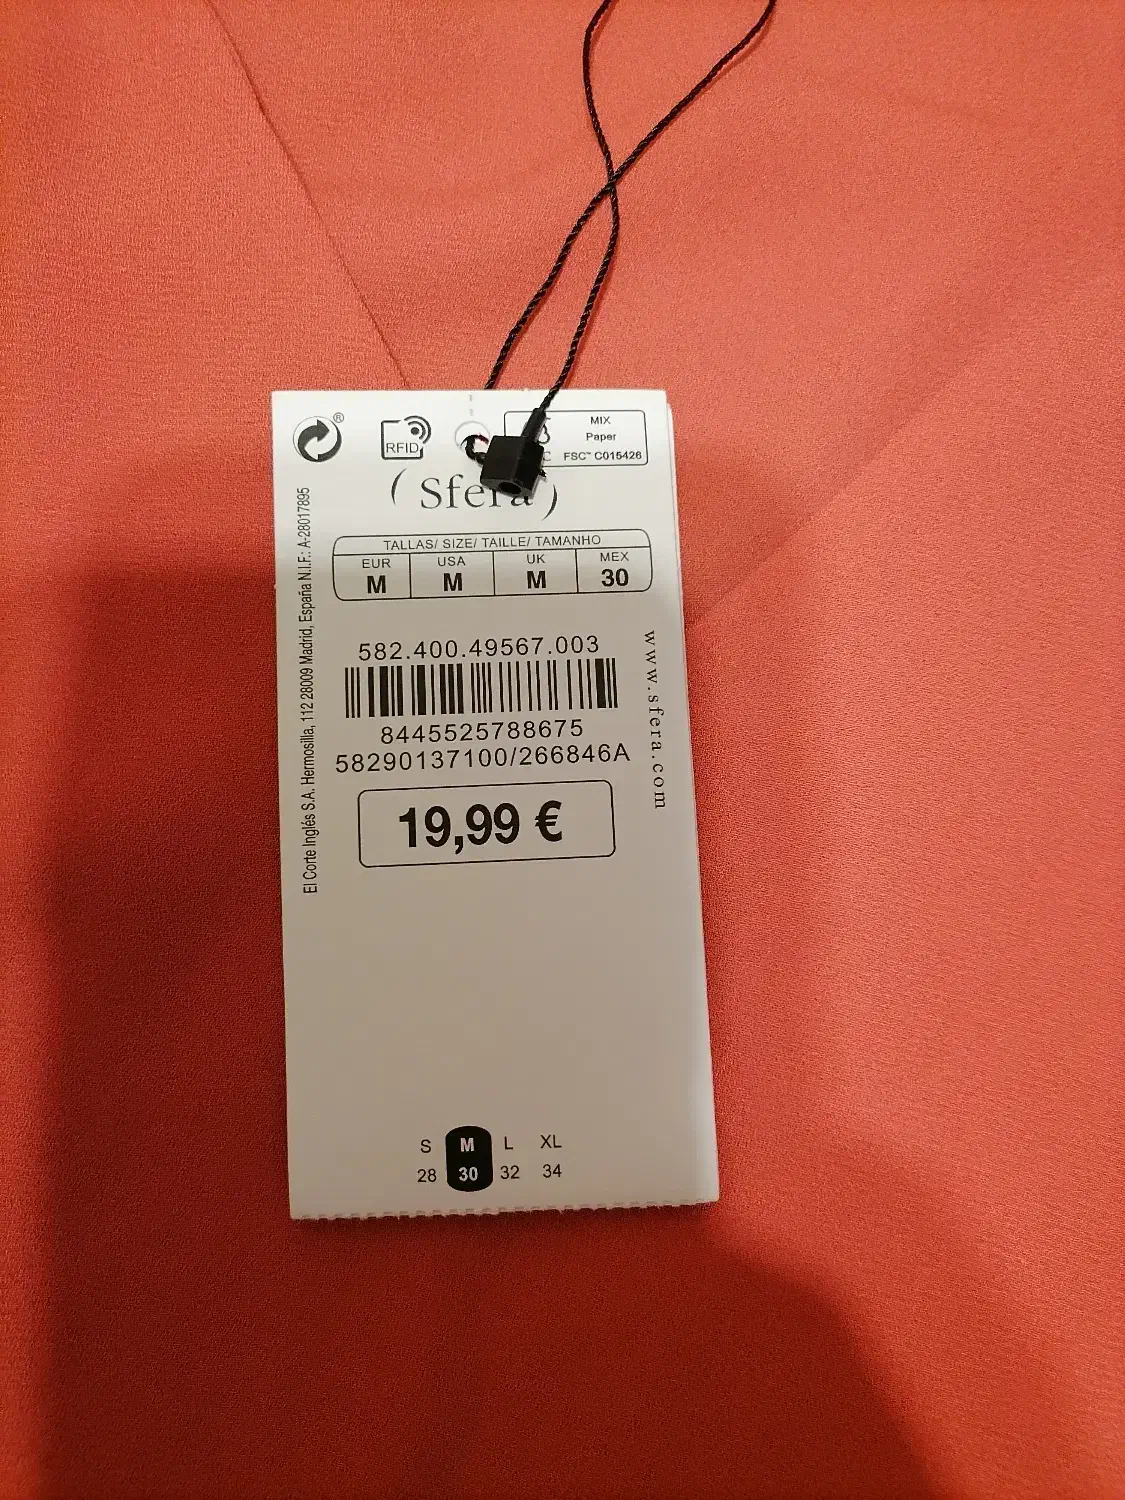 ®
RFID
MIX
Paper
FSC™ C015426
(Sfera)
TALLAS/ SIZE/ TAILLE/ TAMANHO
EUR USA UK MEX
M M M 30
582.400.49567.003
8445525788675
58290137100/266846A
19,99 €
www.sfera.com
El Corte Inglés S.A. Hermosilla, 112 28009 Madrid, España N.I.F.: A-28017895
S M L XL
28 30 32 34